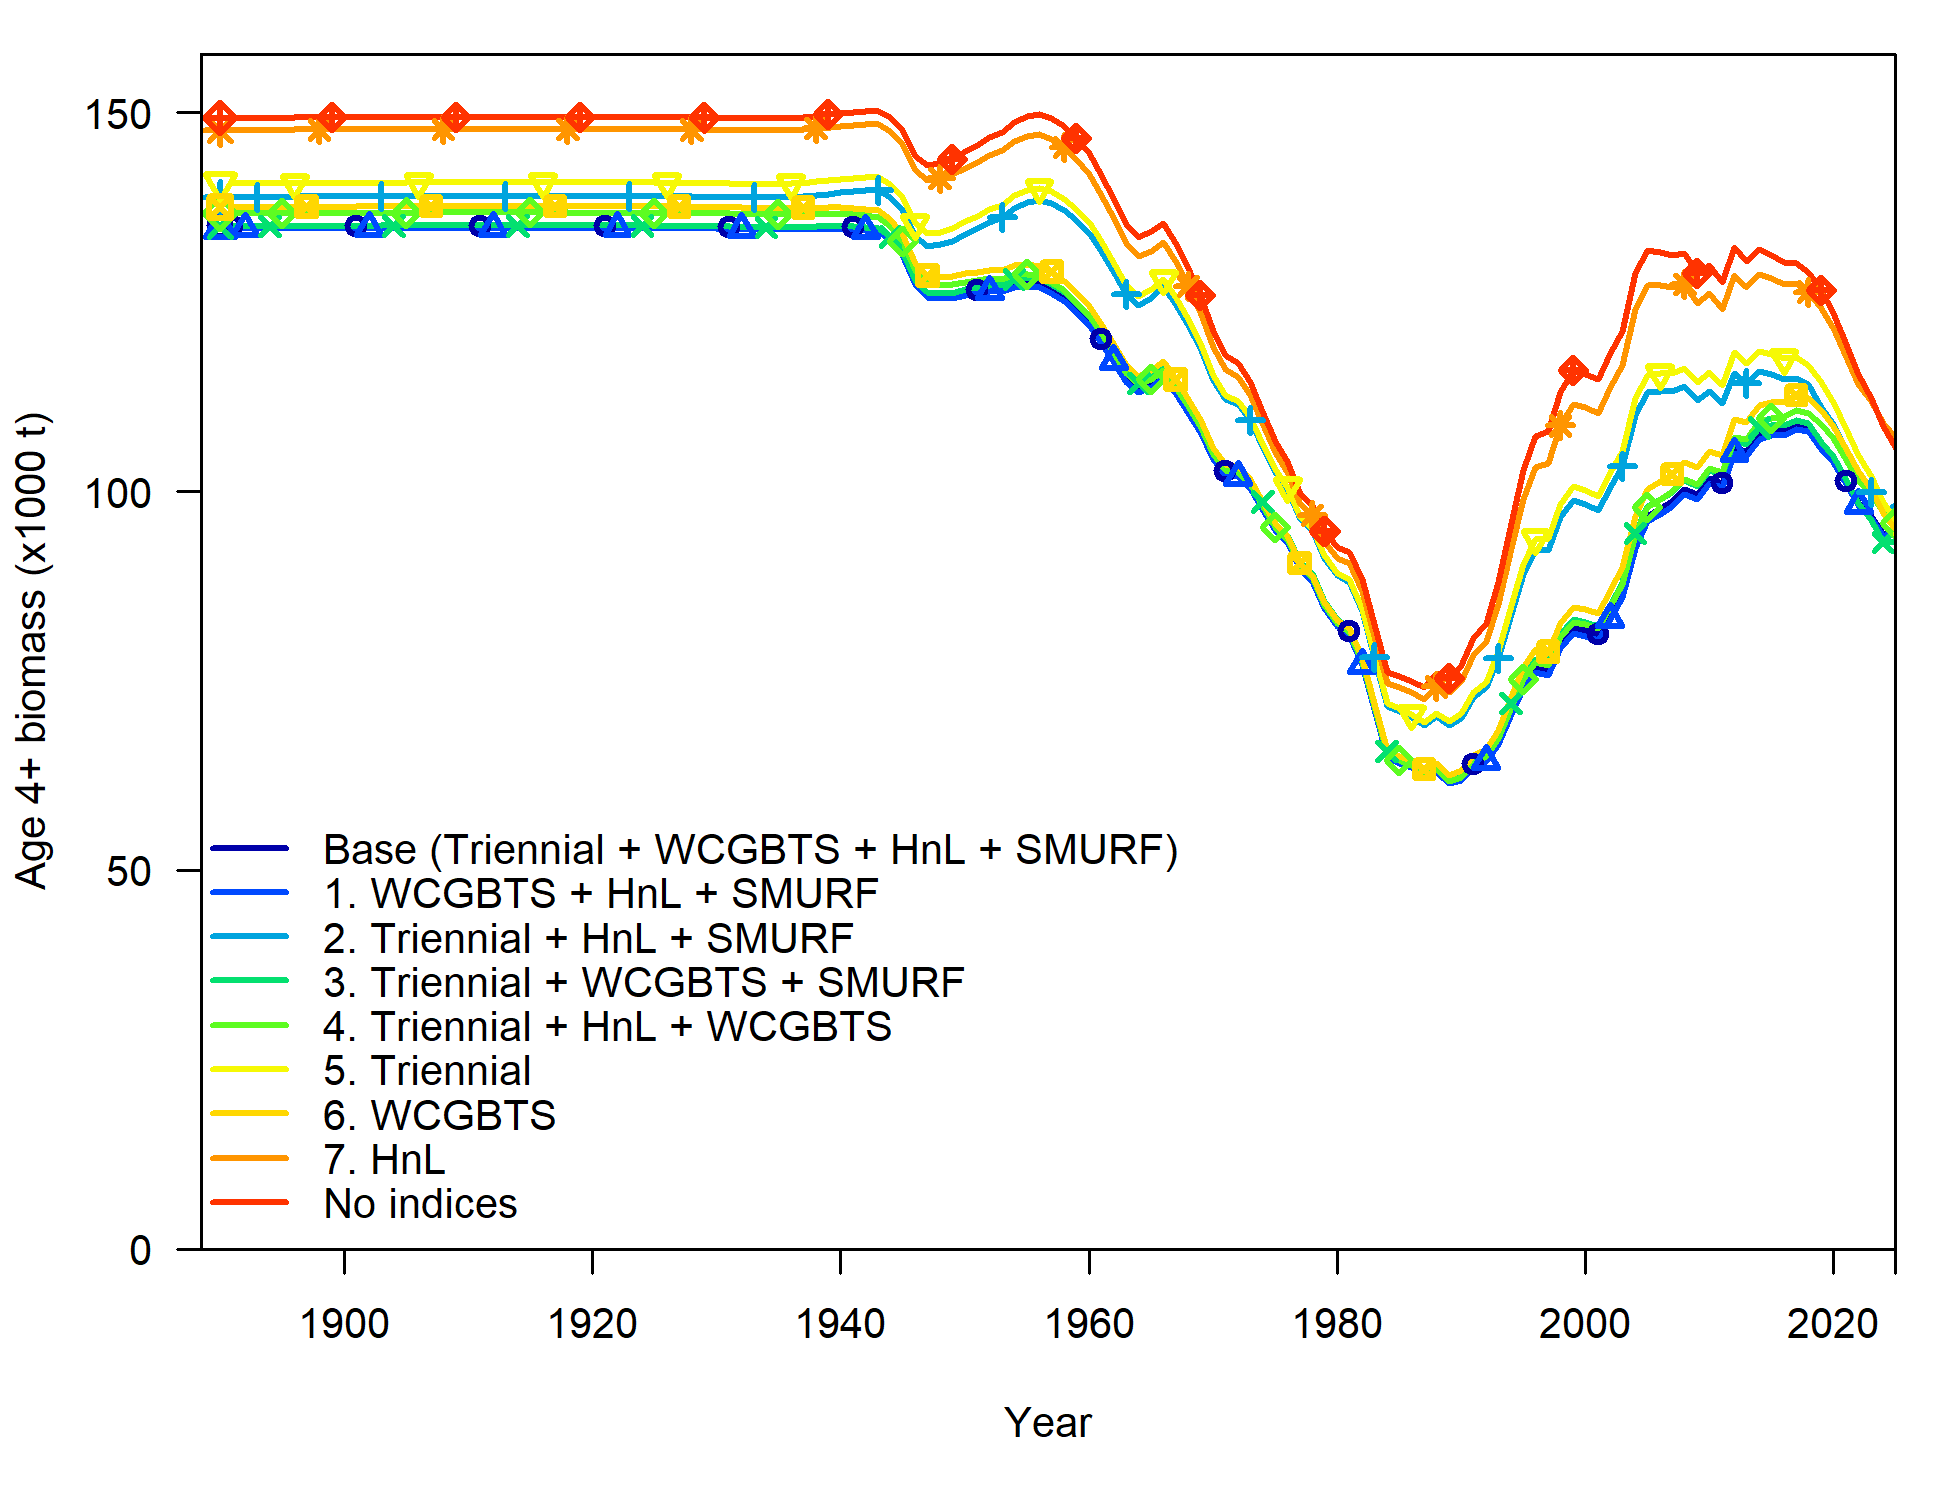 150
100
50
0
Age 4+ biomass (x1000 t)
Base (Triennial + WCGBTS + HnL + SMURF)
1. WCGBTS + HnL + SMURF
2. Triennial + HnL + SMURF
3. Triennial + WCGBTS + SMURF
4. Triennial + HnL + WCGBTS
5. Triennial
6. WCGBTS
7. HnL
No indices
1900 1920 1940 1960 1980 2000 2020
Year